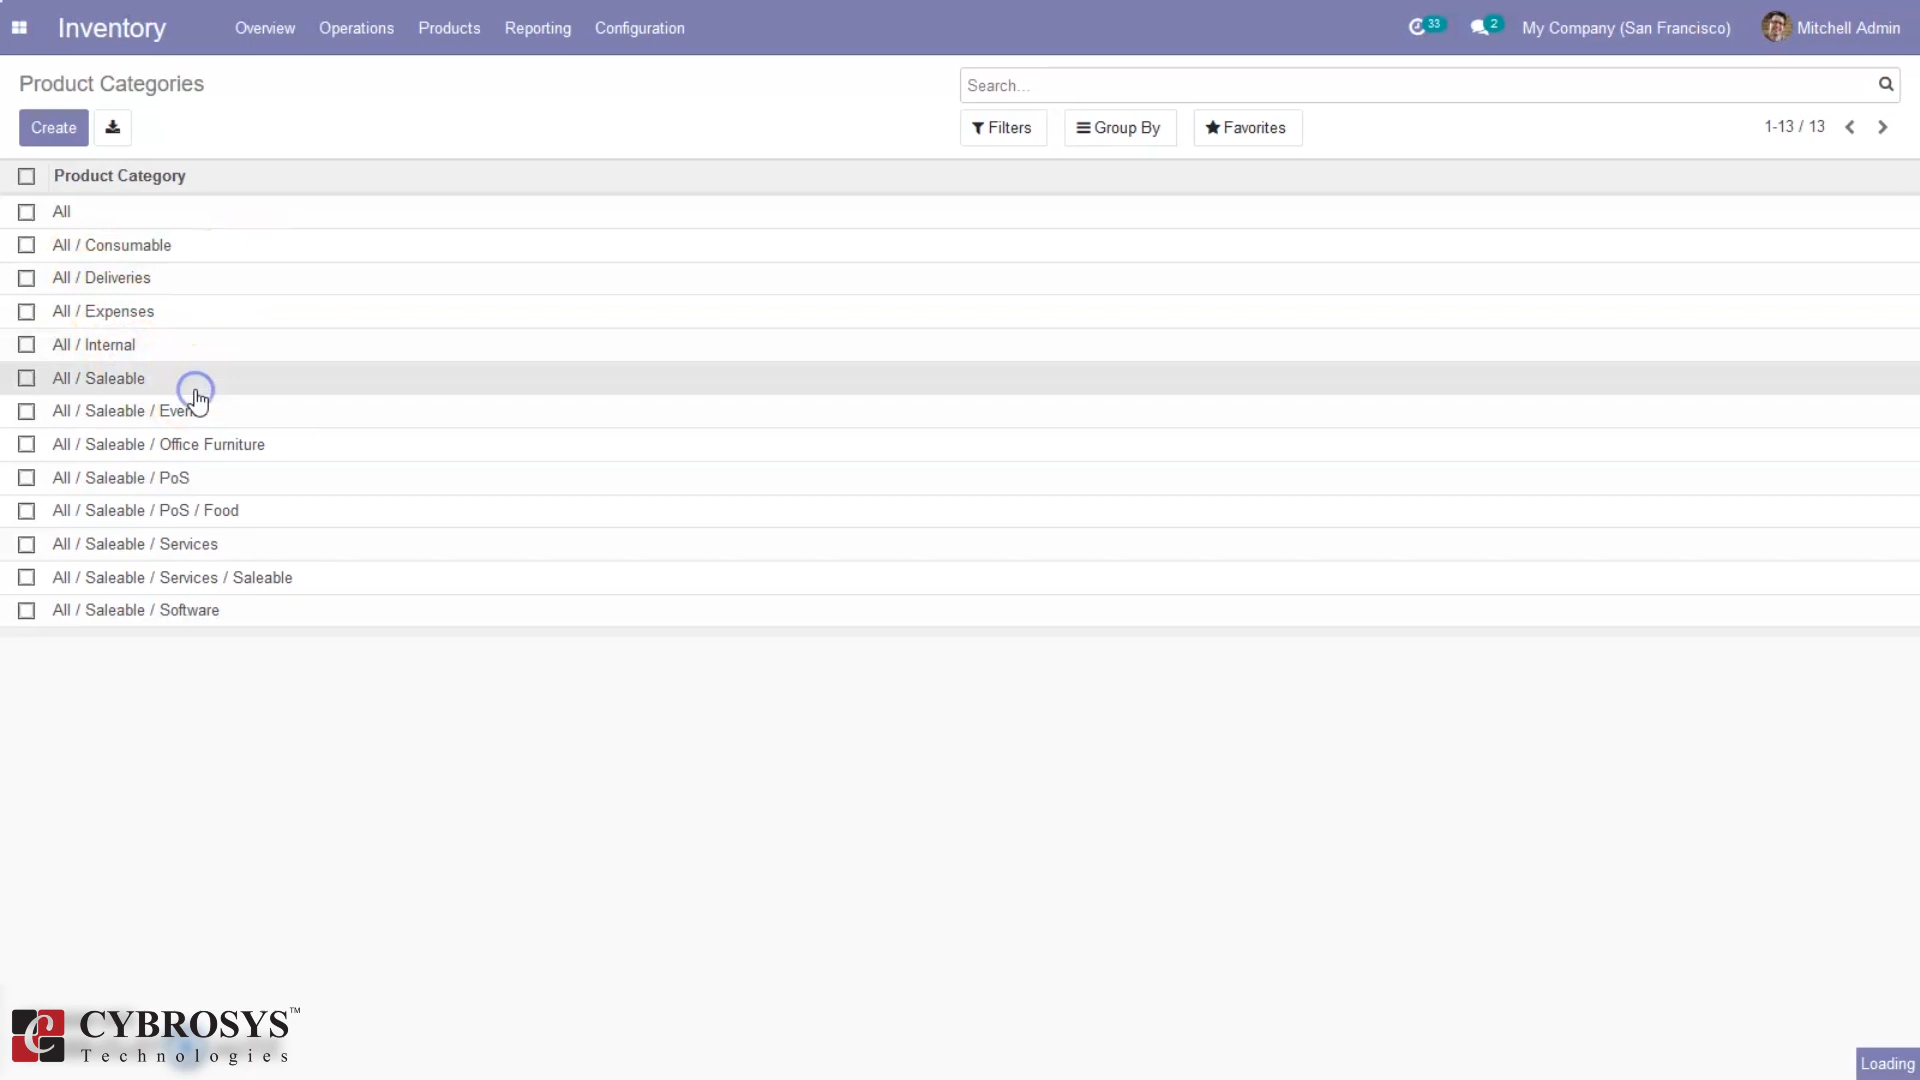 Inventory Overview Operations Products Reporting Configuration 33 2 My Company (San Francisco) Mitchell Admin
Product Categories
Search...
Create Filters Group By Favorites 1-13 / 13
Product Category
All
All / Consumable
All / Deliveries
All / Expenses
All / Internal
All / Saleable
All / Saleable /
All / Saleable / Office Furniture
All / Saleable / PoS
All / Saleable / PoS / Food
All / Saleable / Services
All / Saleable / Services / Saleable
All / Saleable / Software
CYBROSYS™
Technologies
Loading